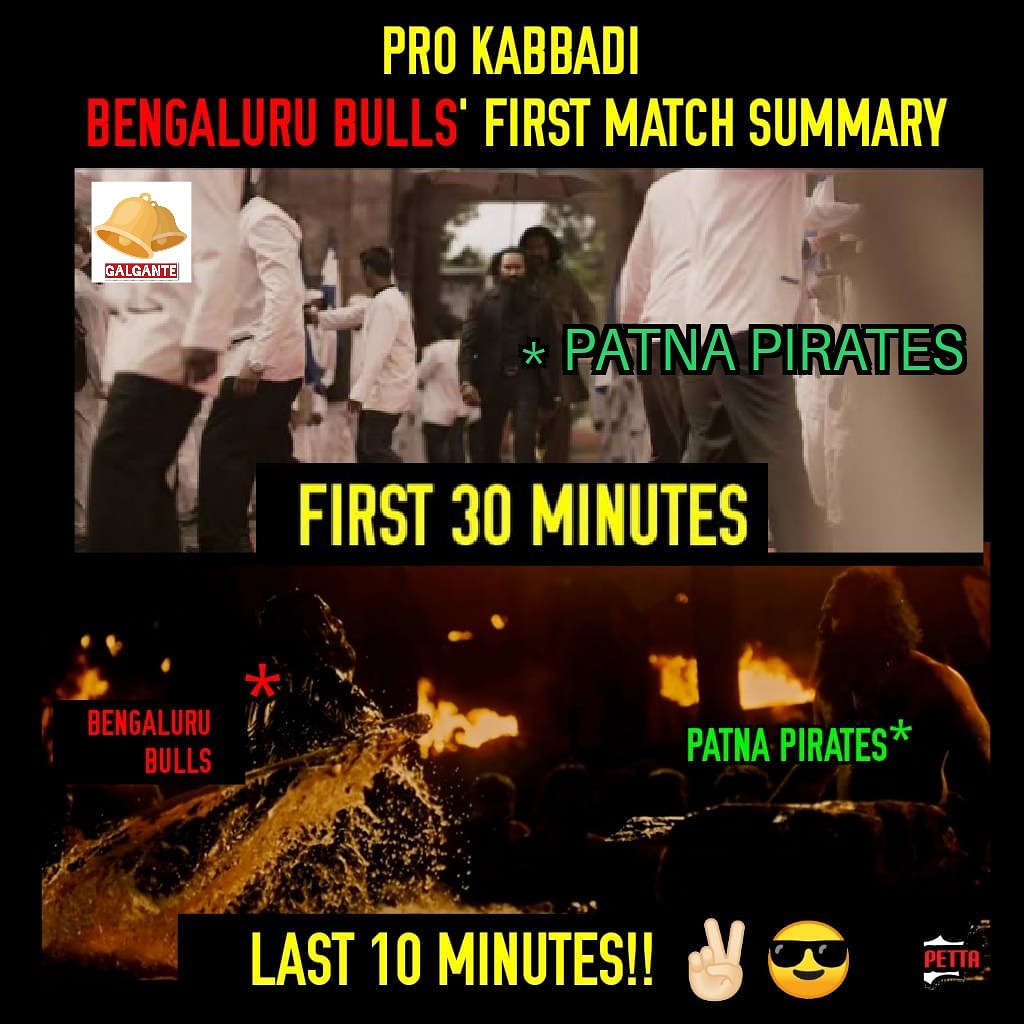 PRO KABBADI
BENGALURU BULLS' FIRST MATCH SUMMARY
GALGANTE
* PATNA PIRATES
FIRST 30 MINUTES
*
BENGALURU
BULLS
PATNA PIRATES*
LAST 10 MINUTES!! ✌🏻😎
PETTA